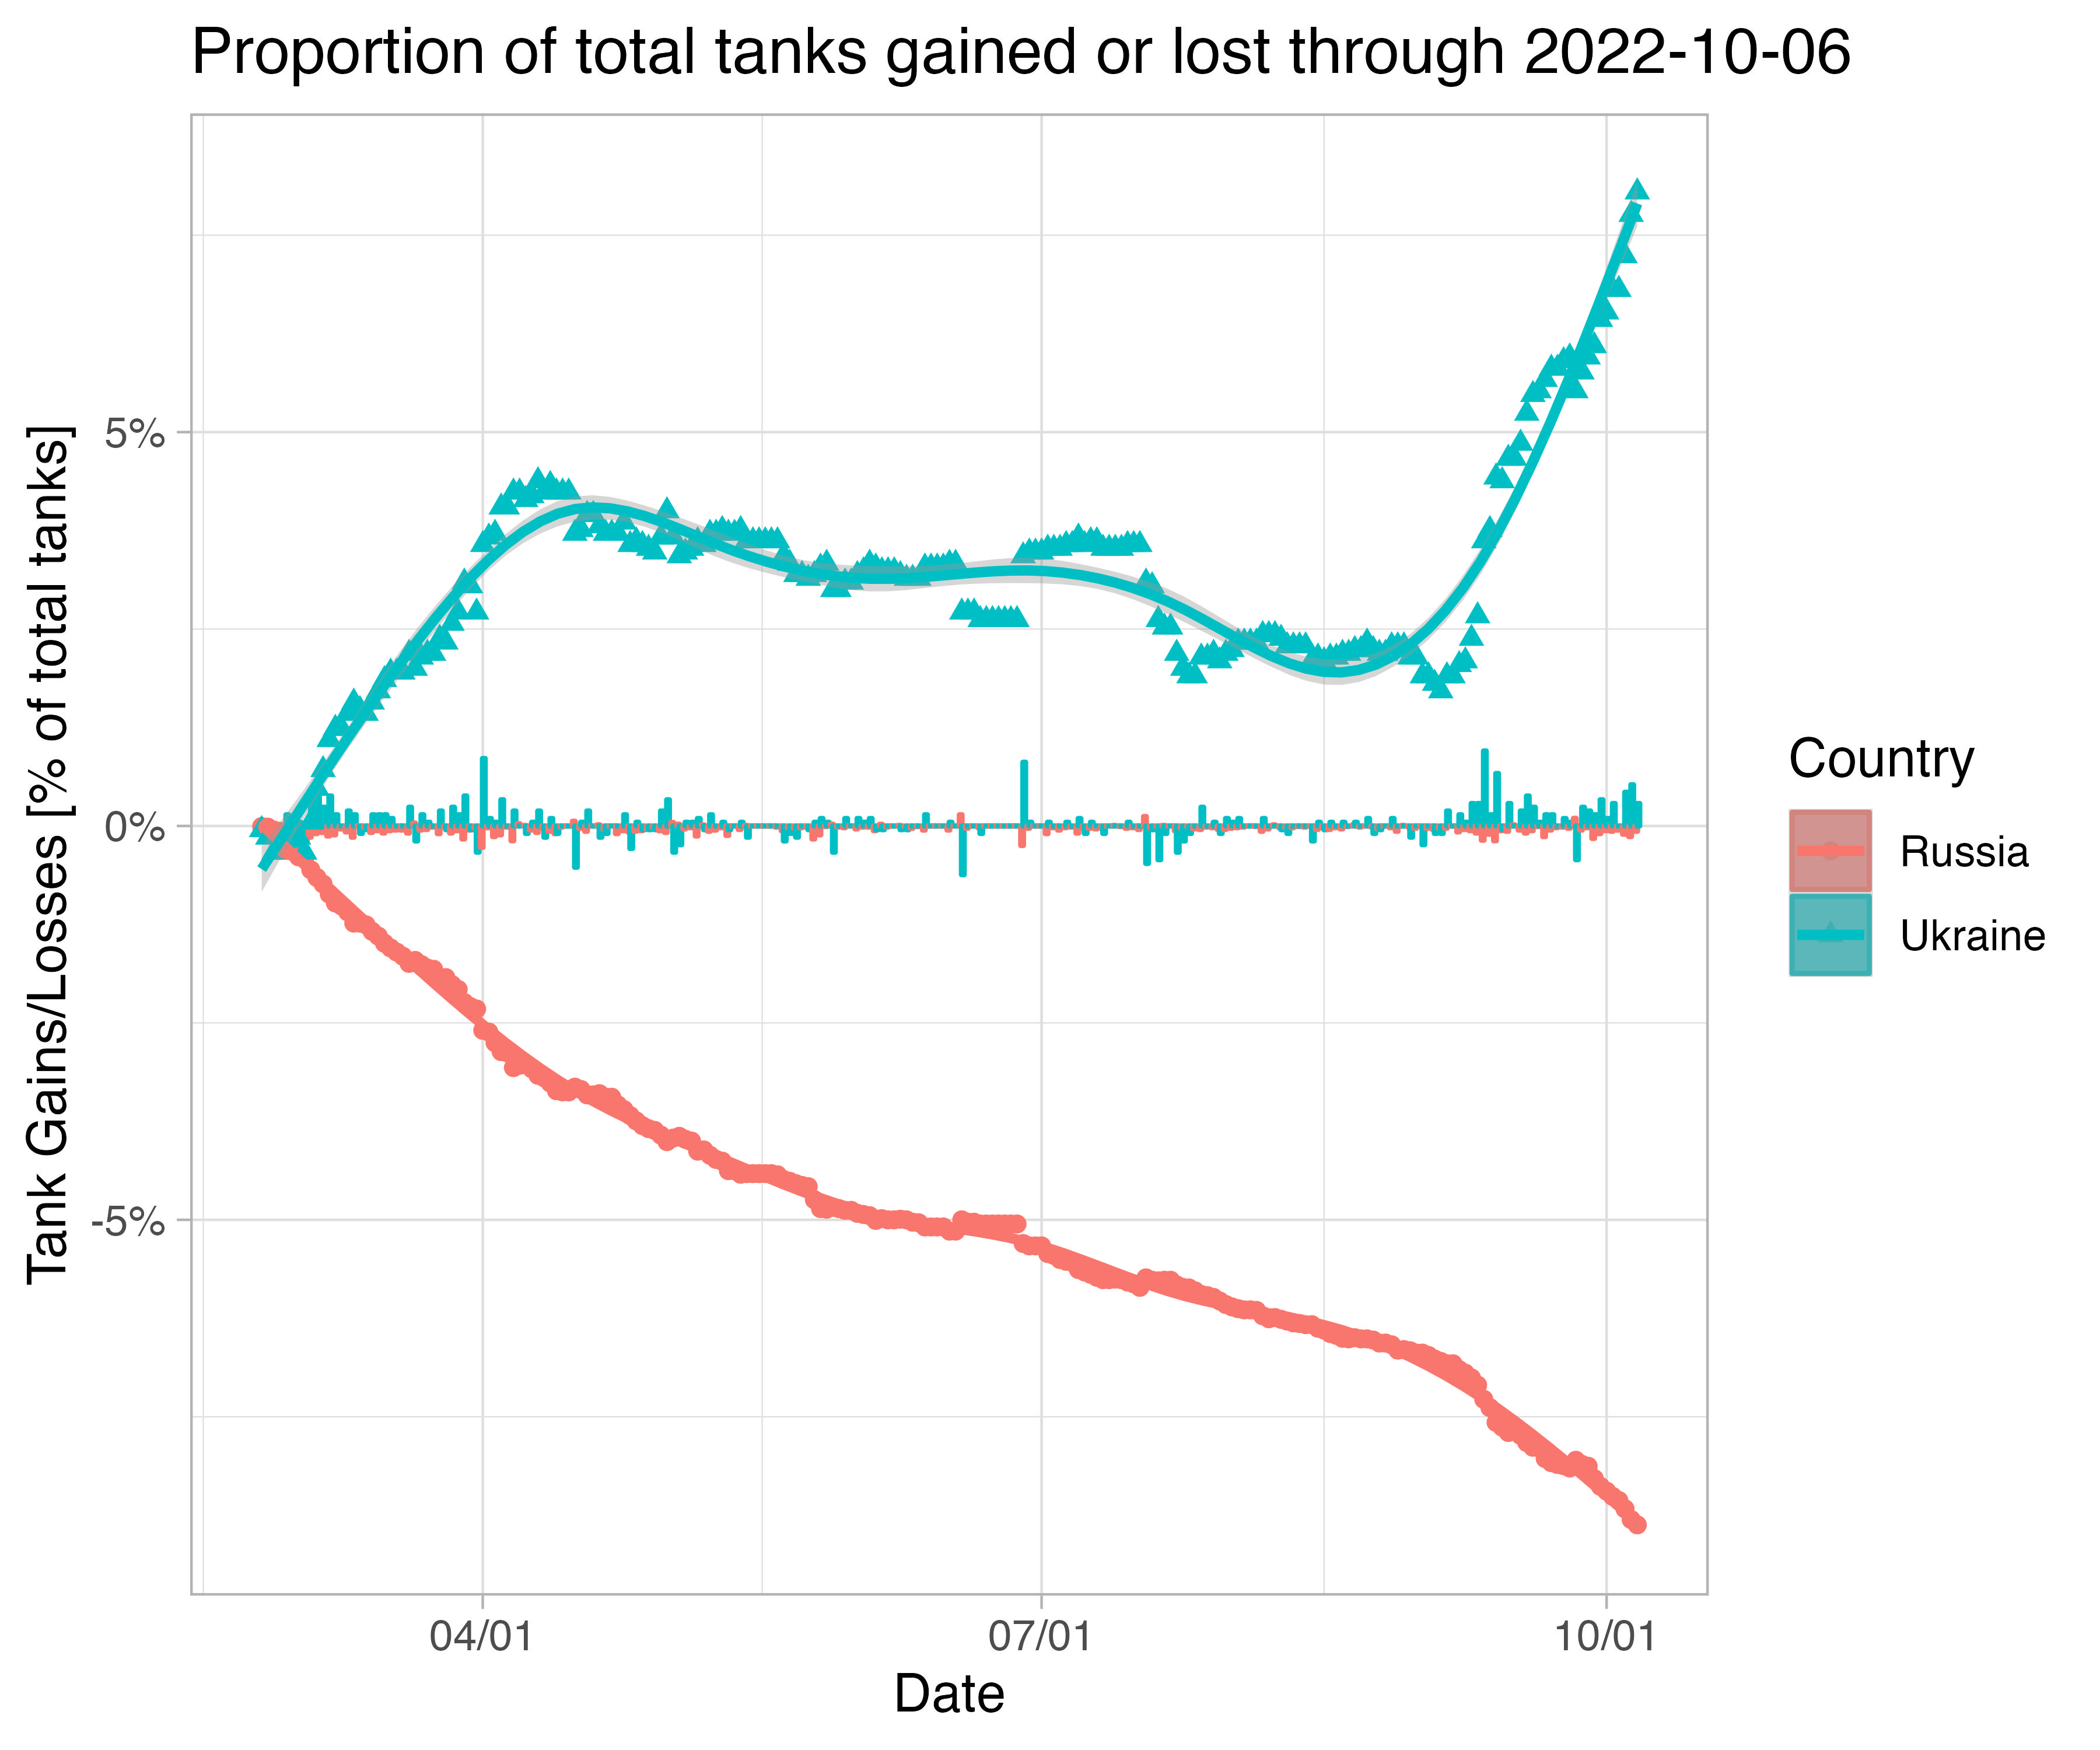 Proportion of total tanks gained or lost through 2022-10-06
Tank Gains/Losses [% of total tanks]
5%
0%
-5%
04/01
07/01
10/01
Date
Country
Russia
Ukraine